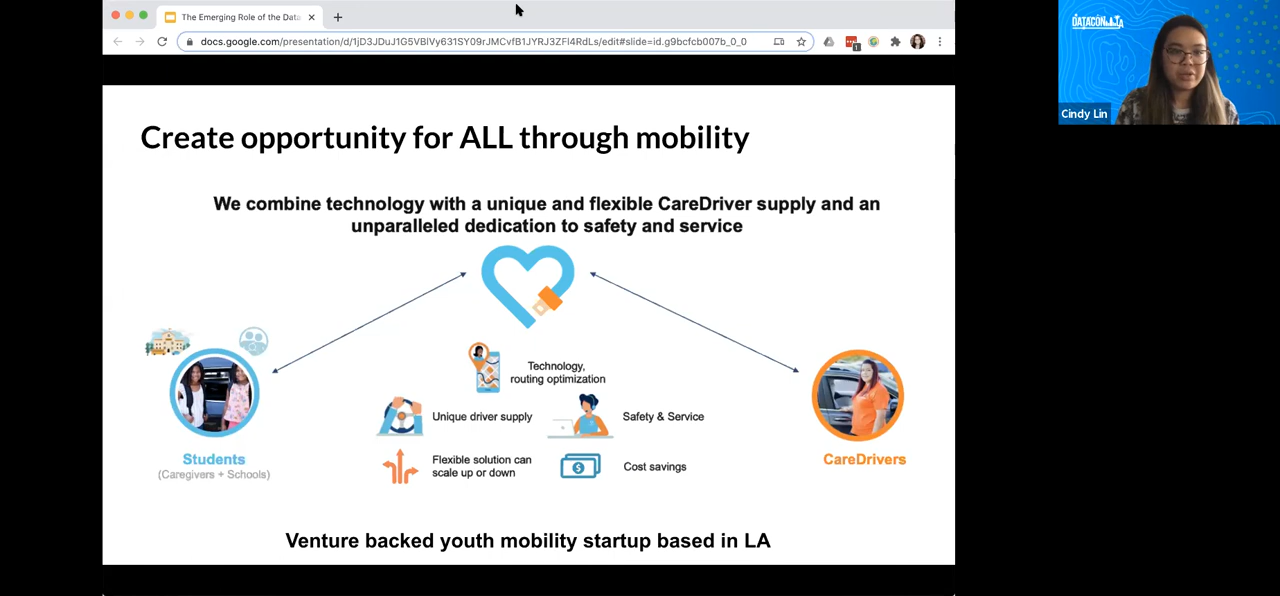 The Emerging Role of the Data
docs.google.com/presentation/d/1jD3JDuJ1G5VBlVy631SY09rJMCvfB1JYRJ3ZFl4RdLs/edit#slide=id.g9bcfcb007b_0_0
1
DATACON LA
Cindy Lin
Create opportunity for ALL through mobility
We combine technology with a unique and flexible CareDriver supply and an
unparalleled dedication to safety and service
Technology,
routing optimization
Unique driver supply
Safety & Service
Flexible solution can
scale up or down
Cost savings
Students
(Caregivers + Schools)
CareDrivers
Venture backed youth mobility startup based in LA